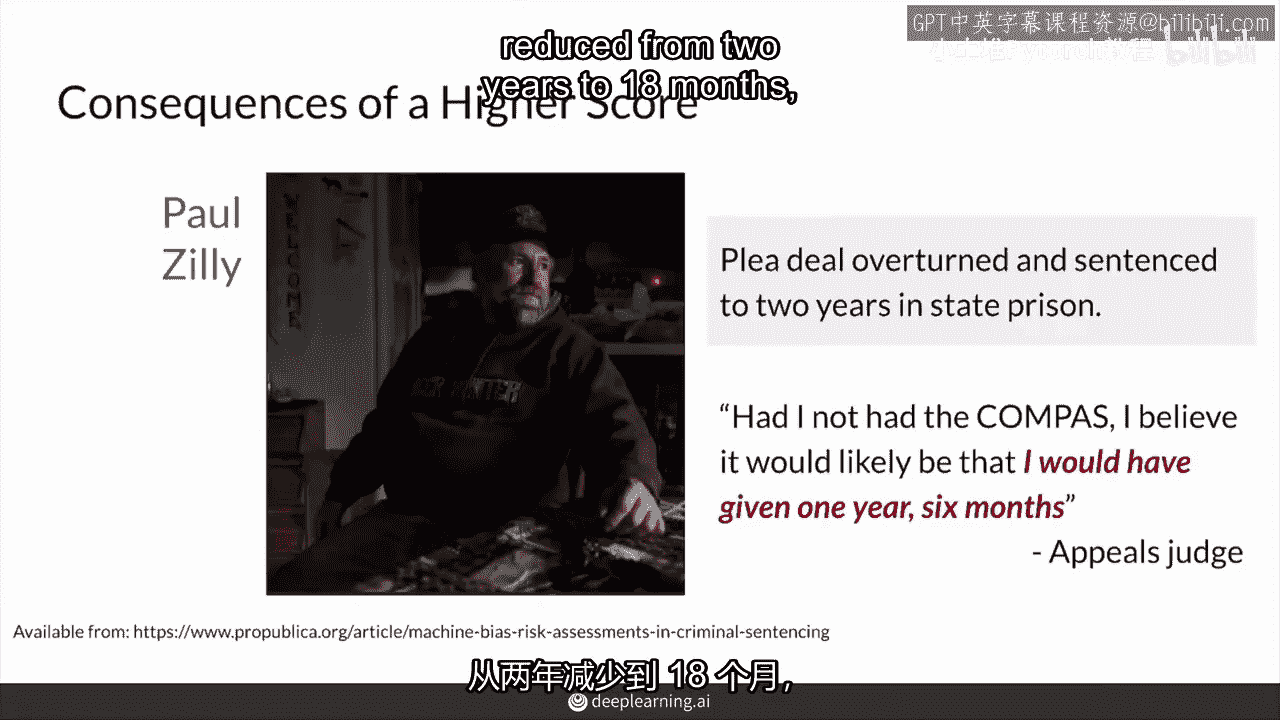 GPT中英字幕课程资源@bilibili.com
reduced from two
years to 18 months,
Consequences of a Higher Score
Paul
Zilly
Plea deal overturned and sentenced
to two years in state prison.
“Had I not had the COMPAS, I believe
it would likely be that I would have
given one year, six months”
- Appeals judge
Available from: https://www.propublica.org/article/machine-bias-risk-assessments-in-criminal-sentencing
从两年减少到 18 个月,
deeplearning.ai